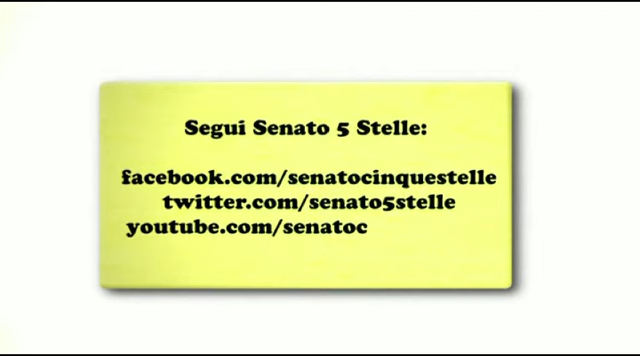 Segui Senato 5 Stelle:
facebook.com/senatocinquestelle
twitter.com/senato5stelle
youtube.com/senatoc